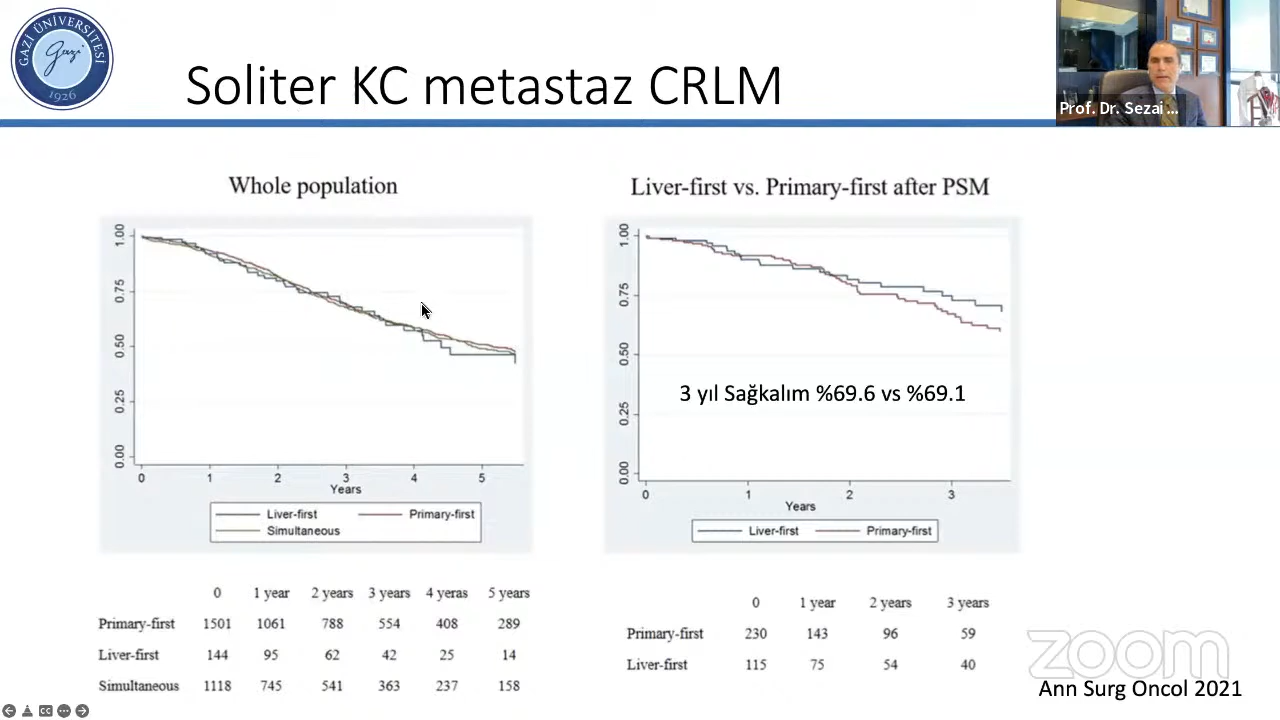 GAZİ ÜNİVERSİTESİ
gazi
1926
Soliter KC metastaz CRLM
Prof. Dr. Sezai ...
Whole population
1.00
0.75
0.50
0.25
0.00
0 1 2 3 4 5
Years
Liver-first Primary-first
Simultaneous
0 1 year 2 years 3 years 4 yeras 5 years
Primary-first 1501 1061 788 554 408 289
Liver-first 144 95 62 42 25 14
Simultaneous 1118 745 541 363 237 158
Liver-first vs. Primary-first after PSM
1.00
0.75
0.50
0.25
0.00
3 yıl Sağkalım %69.6 vs %69.1
0 1 2 3
Years
Liver-first Primary-first
0 1 year 2 years 3 years
Primary-first 230 143 96 59
Liver-first 115 75 54 40
zoom
Ann Surg Oncol 2021
CC